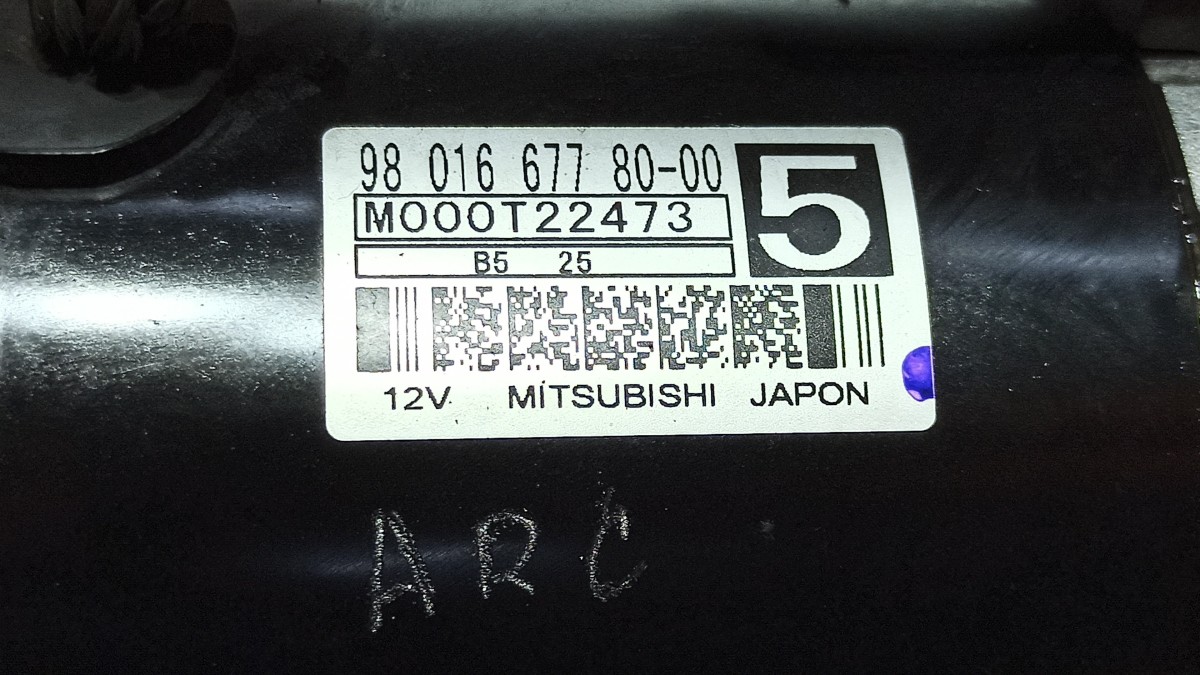 98 016 677 80-00
5
M000T22473
B5 25
12V MITSUBISHI JAPON
ARC